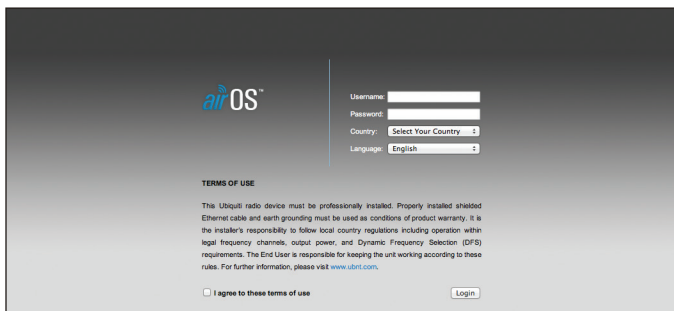 airOS™
Username:
Password:
Country: Select Your Country
Language: English
TERMS OF USE
This Ubiquiti radio device must be professionally installed. Properly installed shielded
Ethernet cable and earth grounding must be used as conditions of product warranty. It is
the installer's responsibility to follow local country regulations including operation within
legal frequency channels, output power, and Dynamic Frequency Selection (DFS)
requirements. The End User is responsible for keeping the unit working according to these
rules. For further information, please visit www.ubnt.com.
I agree to these terms of use
Login